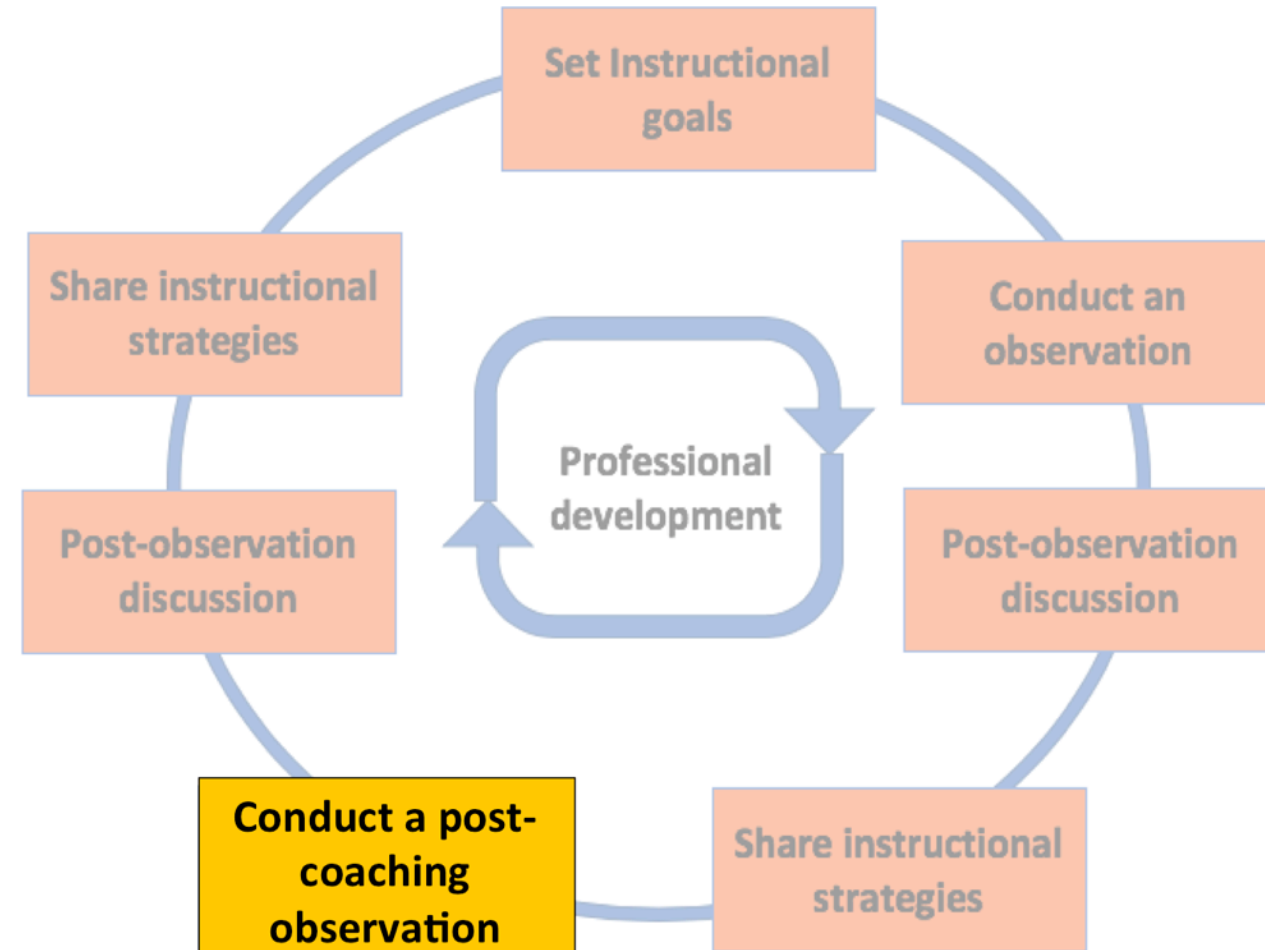 Set Instructional
goals
Share instructional
strategies
Conduct an
observation
Professional
development
Post-observation
discussion
Post-observation
discussion
Conduct a post-
coaching
observation
Share instructional
strategies